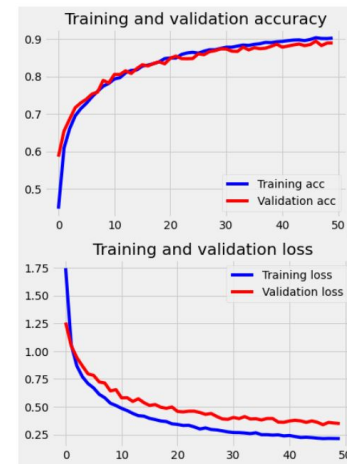 Training and validation accuracy
0.9
0.8
0.7
0.6
0.5
Training acc
Validation acc
0 10 20 30 40 50
Training and validation loss
1.75
1.50
1.25
1.00
0.75
0.50
0.25
Training loss
Validation loss
0 10 20 30 40 50